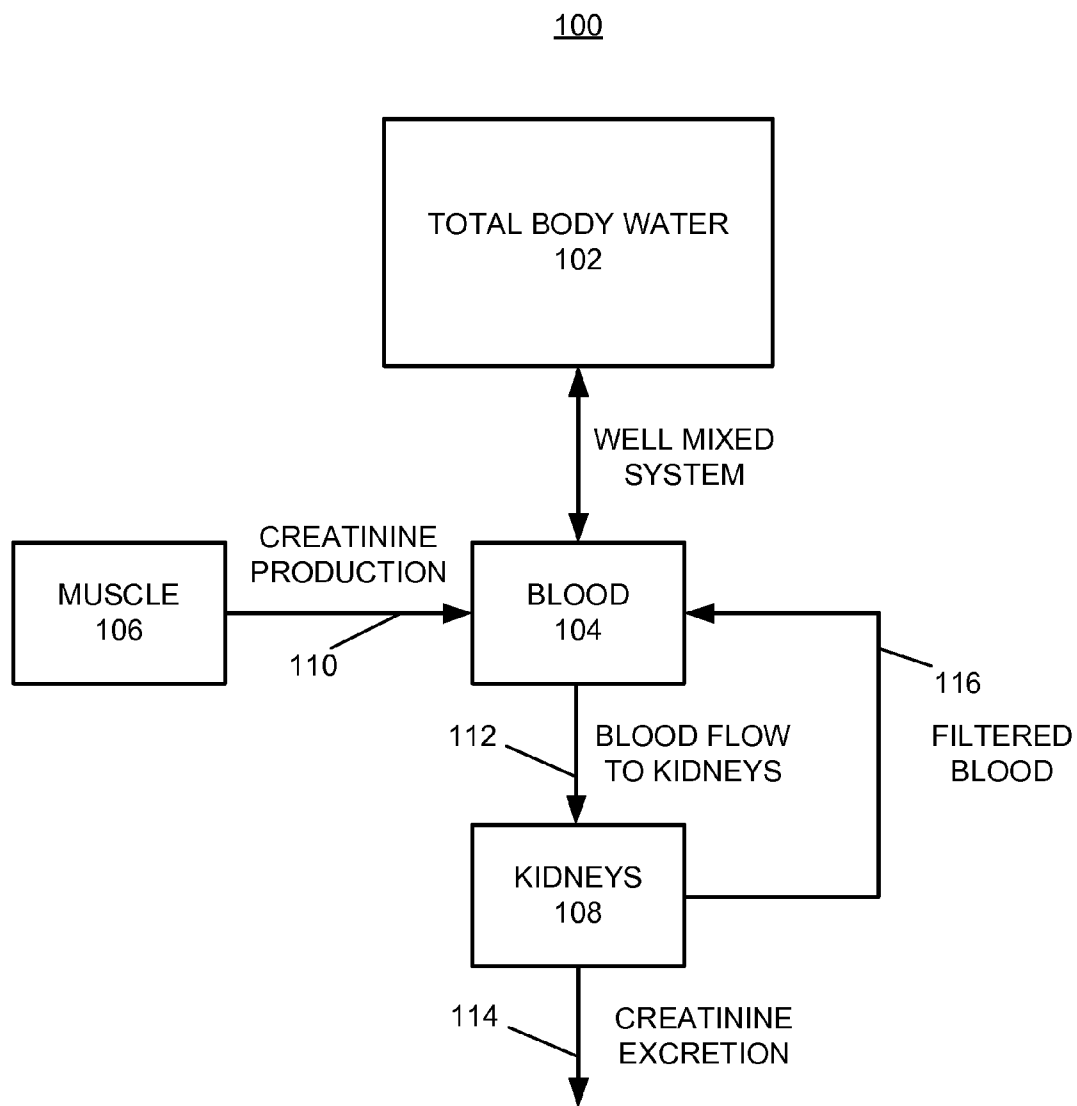 100
TOTAL BODY WATER
102
WELL MIXED
SYSTEM
CREATININE
PRODUCTION
MUSCLE
106
110
BLOOD
104
116
FILTERED
BLOOD
112
BLOOD FLOW
TO KIDNEYS
KIDNEYS
108
114
CREATININE
EXCRETION